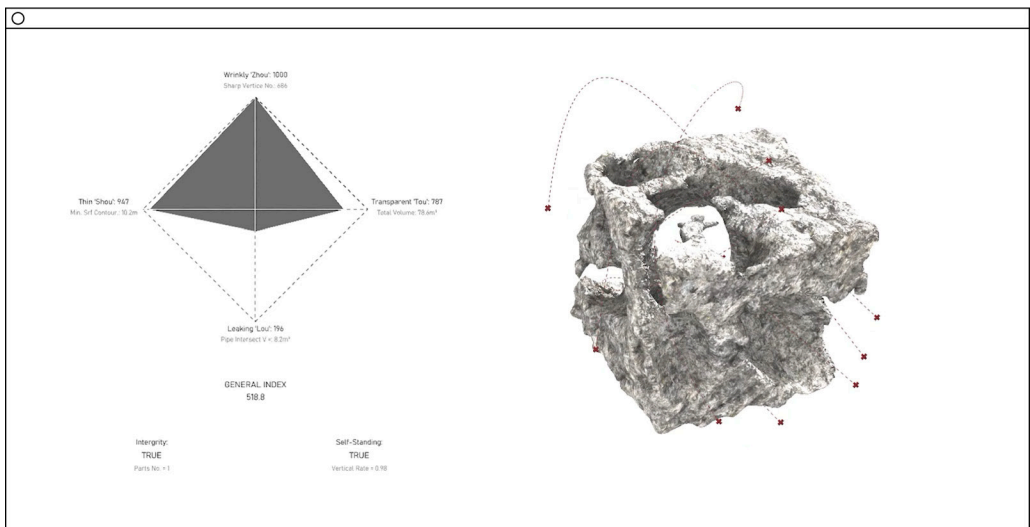 Wrinkly 'Zhou': 1000
Sharp Vertice No.: 686
Thin 'Shou': 947
Min. Srf Contour: 10.2m
Transparent 'Tou': 787
Total Volume: 78.6m³
Leaking 'Lou': 196
Pipe Intersect V <: 8.2m³
GENERAL INDEX
518.8
Intergrity:
TRUE
Parts No. = 1
Self-Standing:
TRUE
Vertical Rate = 0.98